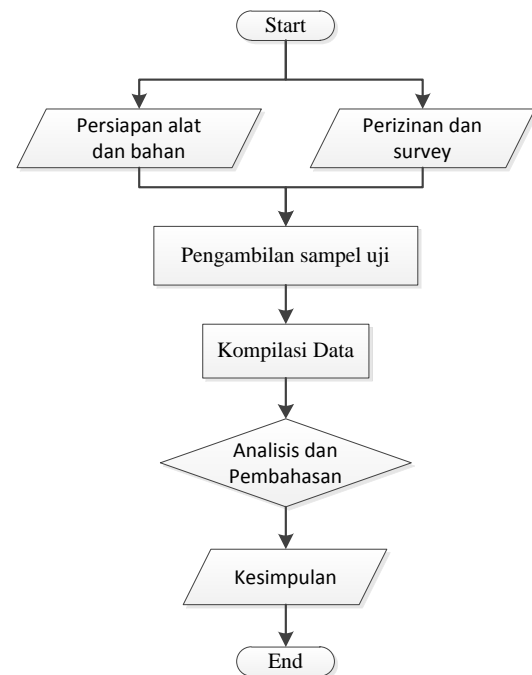 Start
Persiapan alat
dan bahan
Perizinan dan
survey
Pengambilan sampel uji
Kompilasi Data
Analisis dan
Pembahasan
Kesimpulan
End